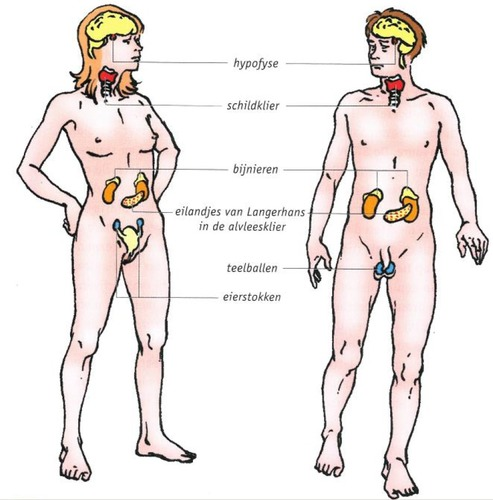 hypofyse
schildklier
bijnieren
eilandjes van Langerhans
in de alvleesklier
teelballen
eierstokken